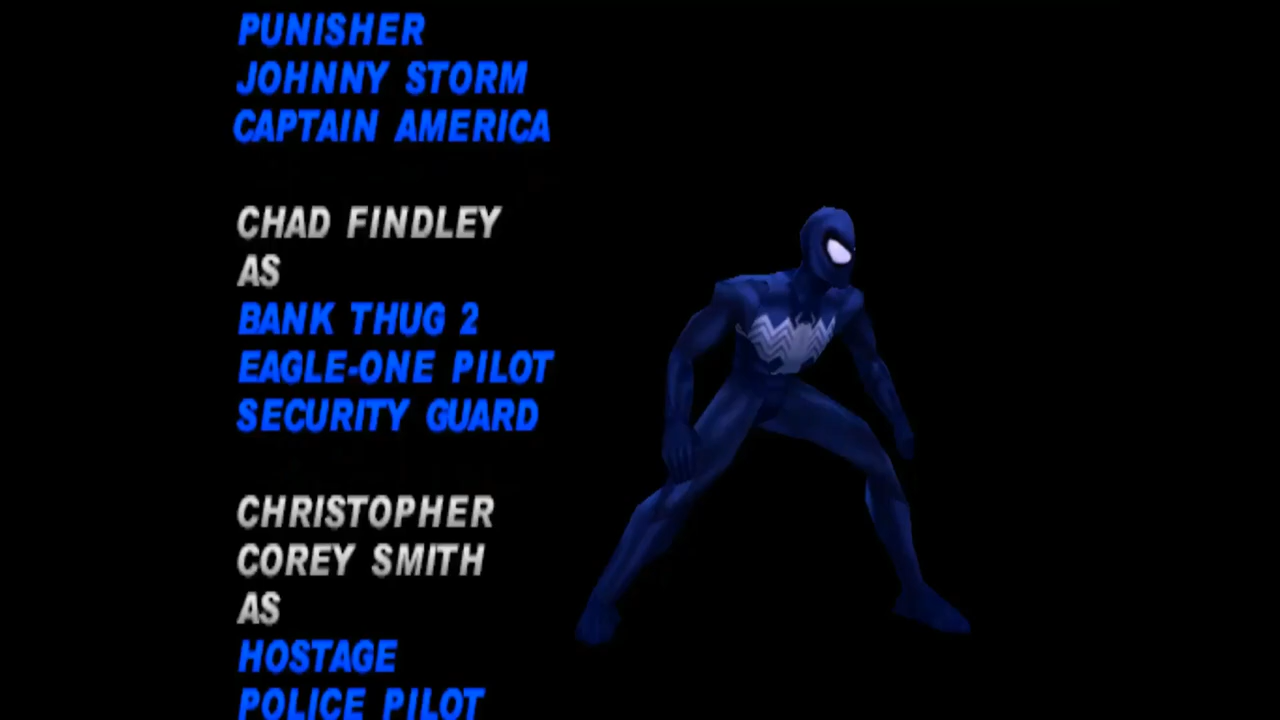 PUNISHER
JOHNNY STORM
CAPTAIN AMERICA
CHAD FINDLEY
AS
BANK THUG 2
EAGLE-ONE PILOT
SECURITY GUARD
CHRISTOPHER
COREY SMITH
AS
HOSTAGE
POLICE PILOT